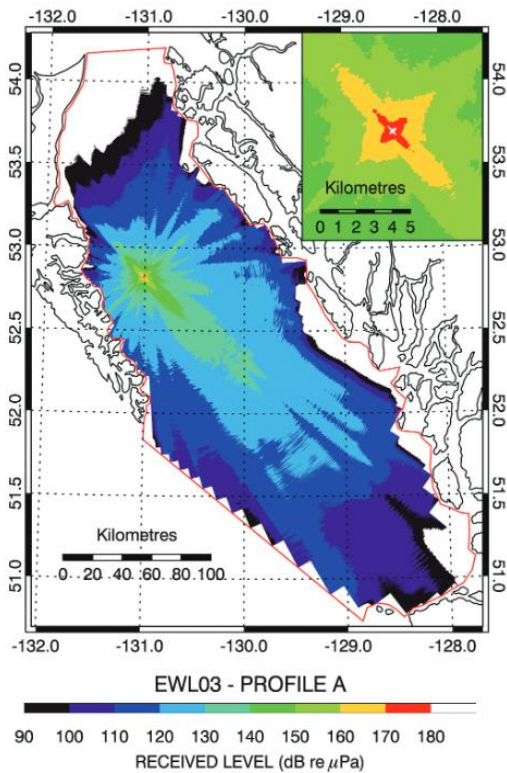 -132.0 -131.0 -130.0 -129.0 -128.0
54.0 54.0
53.5 53.5
53.0 53.0
52.5 52.5
52.0 52.0
51.5 51.5
51.0 51.0
Kilometres
0 1 2 3 4 5
Kilometres
0 20 40 60 80 100
-132.0 -131.0 -130.0 -129.0 -128.0
EWL03 - PROFILE A
90 100 110 120 130 140 150 160 170 180
RECEIVED LEVEL (dB re µPa)